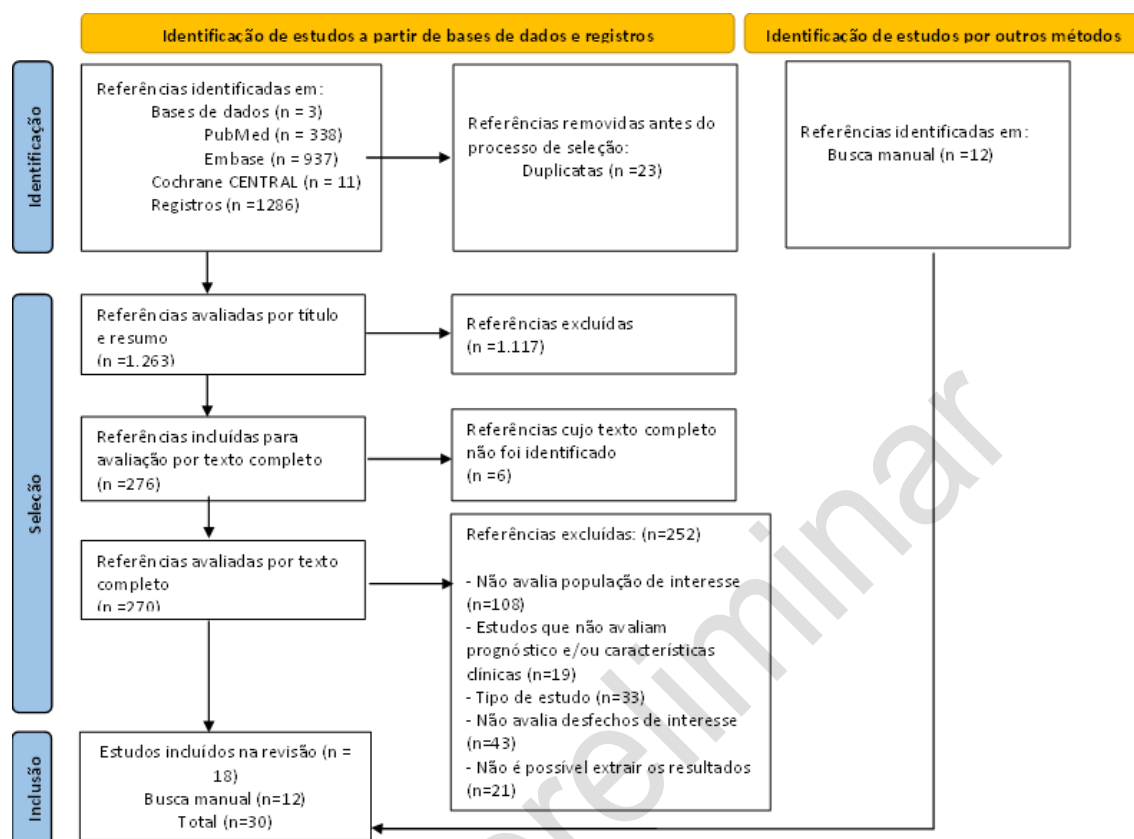 Identificação de estudos a partir de bases de dados e registros
Identificação de estudos por outros métodos
Identificação
Referências identificadas em:
Bases de dados (n = 3)
PubMed = 338)
Embase (n = 937)
Cochrane CENTRAL (n = 11)
Registros (n =1286)
Referências removidas antes do
processo de seleção:
Duplicatas (n =23)
Referências identificadas em:
Busca manual (n =12)
Seleção
Referências avaliadas por título
e resumo
(n =1.263)
Referências excluídas
(n =1.117)
Referências incluídas para
avaliação por texto completo
(n =276)
Referências cujo texto completo
não foi identificado
(n =6)
Referências avaliadas por texto
completo
(n =270)
Referências excluídas: (n=252)
- Não avalia população de interesse
(n=108)
- Estudos que não avaliam
prognóstico e/ou características
clínicas (n=19)
- Tipo de estudo (n=33)
- Não avalia desfechos de interesse
(n=43)
- Não é possível extrair os resultados
(n=21)
Inclusão
Estudos incluídos na revisão (n =
18)
Busca manual (n=12)
Total (n=30)
reliminar